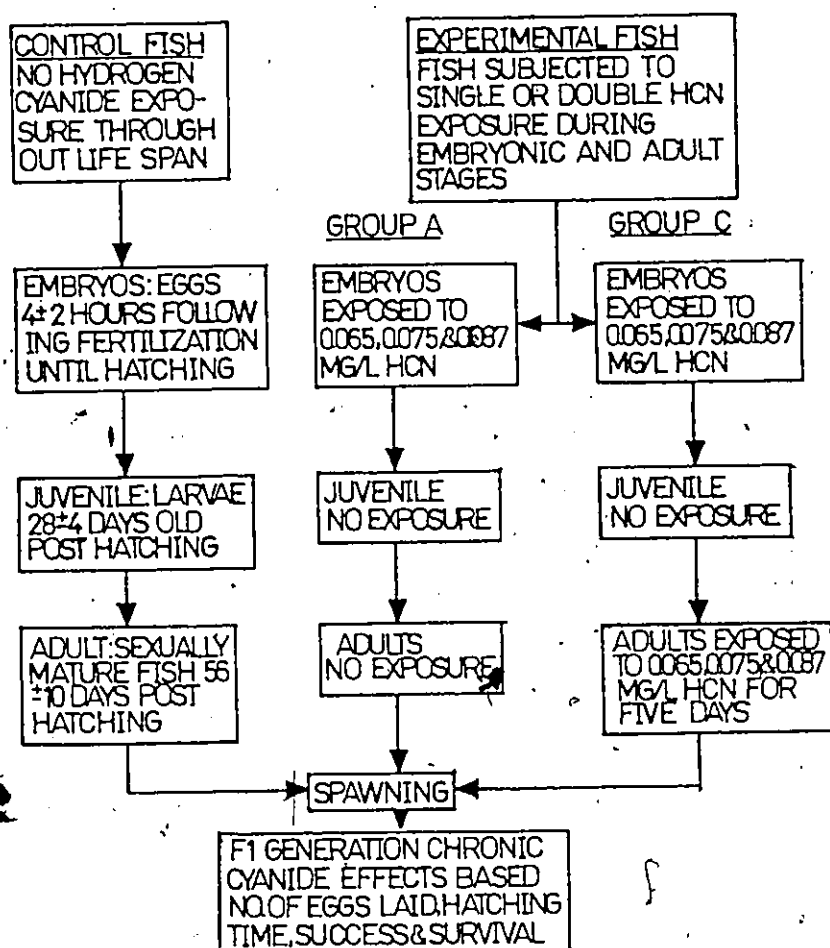 CONTROL FISH
NO HYDROGEN
CYANIDE EXPO-
SURE THROUGH
OUT LIFE SPAN
EXPERIMENTAL FISH
FISH SUBJECTED TO
SINGLE OR DOUBLE HCN
EXPOSURE DURING
EMBRYONIC AND ADULT
STAGES
GROUP A
GROUP C
EMBRYOS: EGGS
4±2 HOURS FOLLOW
ING FERTILIZATION
UNTIL HATCHING
EMBRYOS
EXPOSED TO
0.065,0.075&0.087
MG/L HCN
EMBRYOS
EXPOSED TO
0.065,0.075&0.087
MG/L HCN
JUVENILE: LARVAE
28±4 DAYS OLD
POST HATCHING
JUVENILE
NO EXPOSURE
JUVENILE
NO EXPOSURE
ADULT: SEXUALLY
MATURE FISH 56
±10 DAYS POST
HATCHING
ADULTS
NO EXPOSURE
ADULTS EXPOSED
TO 0.065,0.075&0.087
MG/L HCN FOR
FIVE DAYS
SPAWNING
F1 GENERATION CHRONIC
CYANIDE EFFECTS BASED
NO.OF EGGS LAID,HATCHING
TIME,SUCCESS&SURVIVAL